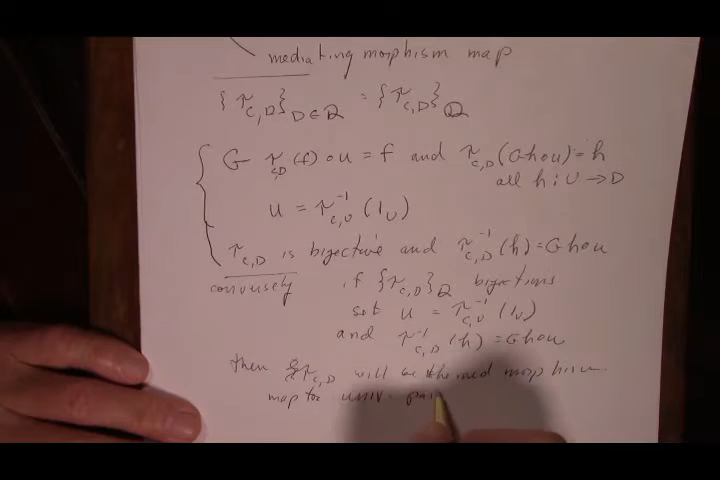 mediating morphism map
{τ_{C,D}}_{D∈𝔻} = {τ_{C,D}}_𝔻
G τ_{C,D}(f) ∘ u = f and τ_{C,D}(Gh∘u) = h
all h : U → D
u = τ^{-1}_{C,U}(1_U)
τ_{C,D} is bijective and τ^{-1}_{C,D}(h) = Gh∘u
conversely if {τ_{C,D}}_𝔻 bijections
set u = τ^{-1}_{C,U}(1_U)
and τ^{-1}_{C,D}(h) = Gh∘u
then τ_{C,D} will be the med morphism
map for univ. pai